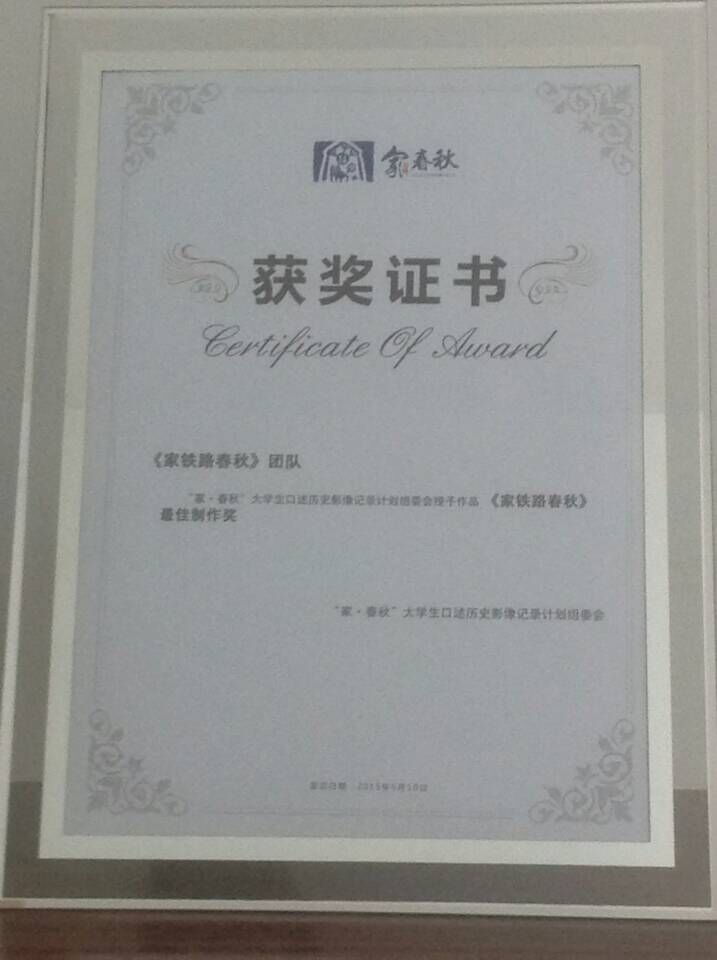 家春秋
获奖证书
Certificate Of Award
《家铁路春秋》团队
“家·春秋”大学生口述历史影像记录计划组委会授予作品《家铁路春秋》
最佳制作奖
“家·春秋”大学生口述历史影像记录计划组委会